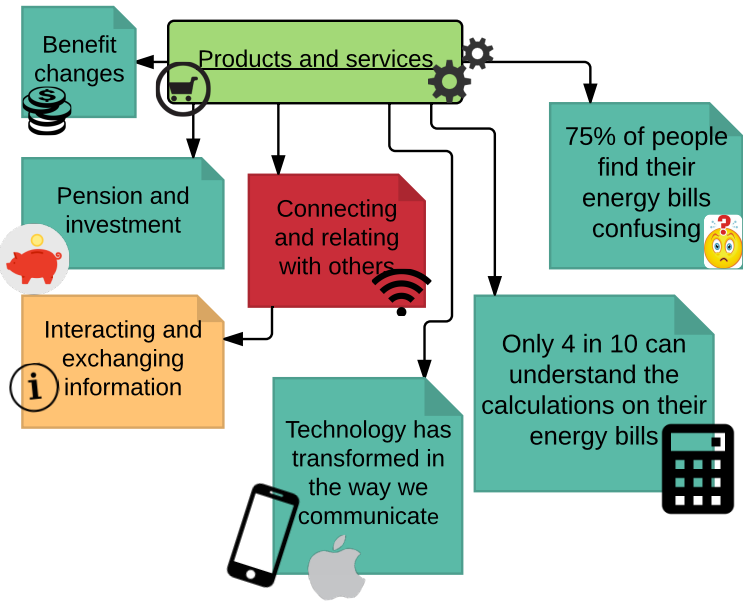 Products and services
Benefit
changes
75% of people
find their
energy bills
confusing
Pension and
investment
Connecting
and relating
with others
Interacting and
exchanging
information
Only 4 in 10 can
understand the
calculations on their
energy bills
Technology has
transformed in
the way we
communicate